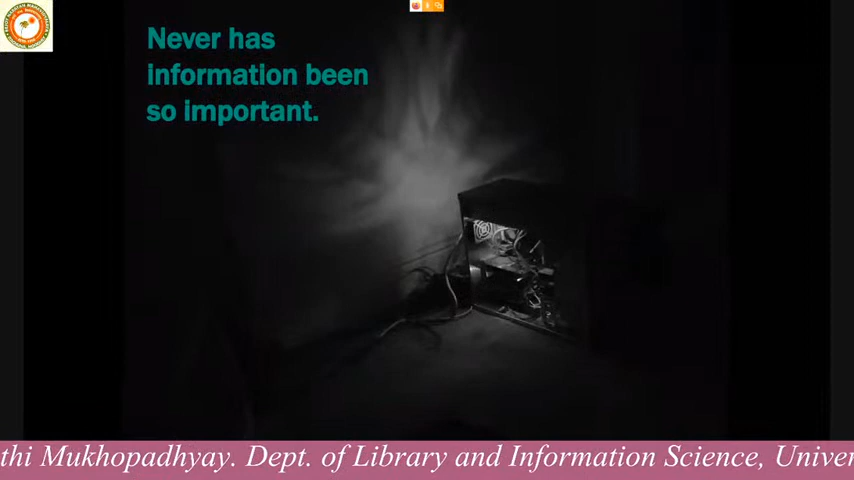 Never has
information been
so important.
thi Mukhopadhyay. Dept. of Library and Information Science, Univer